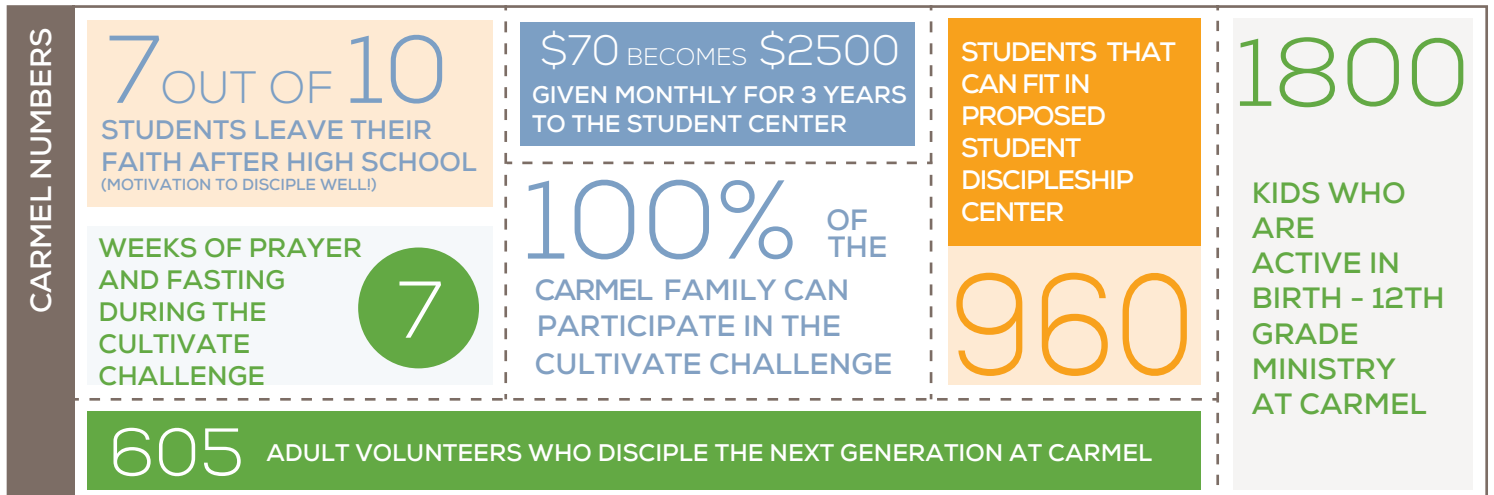 CARMEL NUMBERS
7 OUT OF 10
STUDENTS LEAVE THEIR
FAITH AFTER HIGH SCHOOL
(MOTIVATION TO DISCIPLE WELL!)
WEEKS OF PRAYER
AND FASTING
DURING THE
CULTIVATE
CHALLENGE
7
$70 BECOMES $2500
GIVEN MONTHLY FOR 3 YEARS
TO THE STUDENT CENTER
100% OF
THE
CARMEL FAMILY CAN
PARTICIPATE IN THE
CULTIVATE CHALLENGE
STUDENTS THAT
CAN FIT IN
PROPOSED
STUDENT
DISCIPLESHIP
CENTER
960
1800
KIDS WHO
ARE
ACTIVE IN
BIRTH - 12TH
GRADE
MINISTRY
AT CARMEL
605 ADULT VOLUNTEERS WHO DISCIPLE THE NEXT GENERATION AT CARMEL